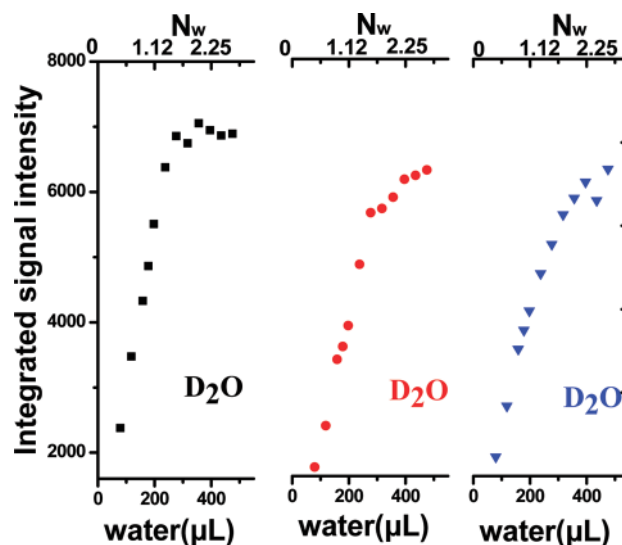 Nw Nw Nw
0 1.12 2.25 0 1.12 2.25 0 1.12 2.25
8000
6000
4000
2000
Integrated signal intensity
D2O D2O D2O
0 200 400 0 200 400 0 200 400
water(µL) water(µL) water(µL)